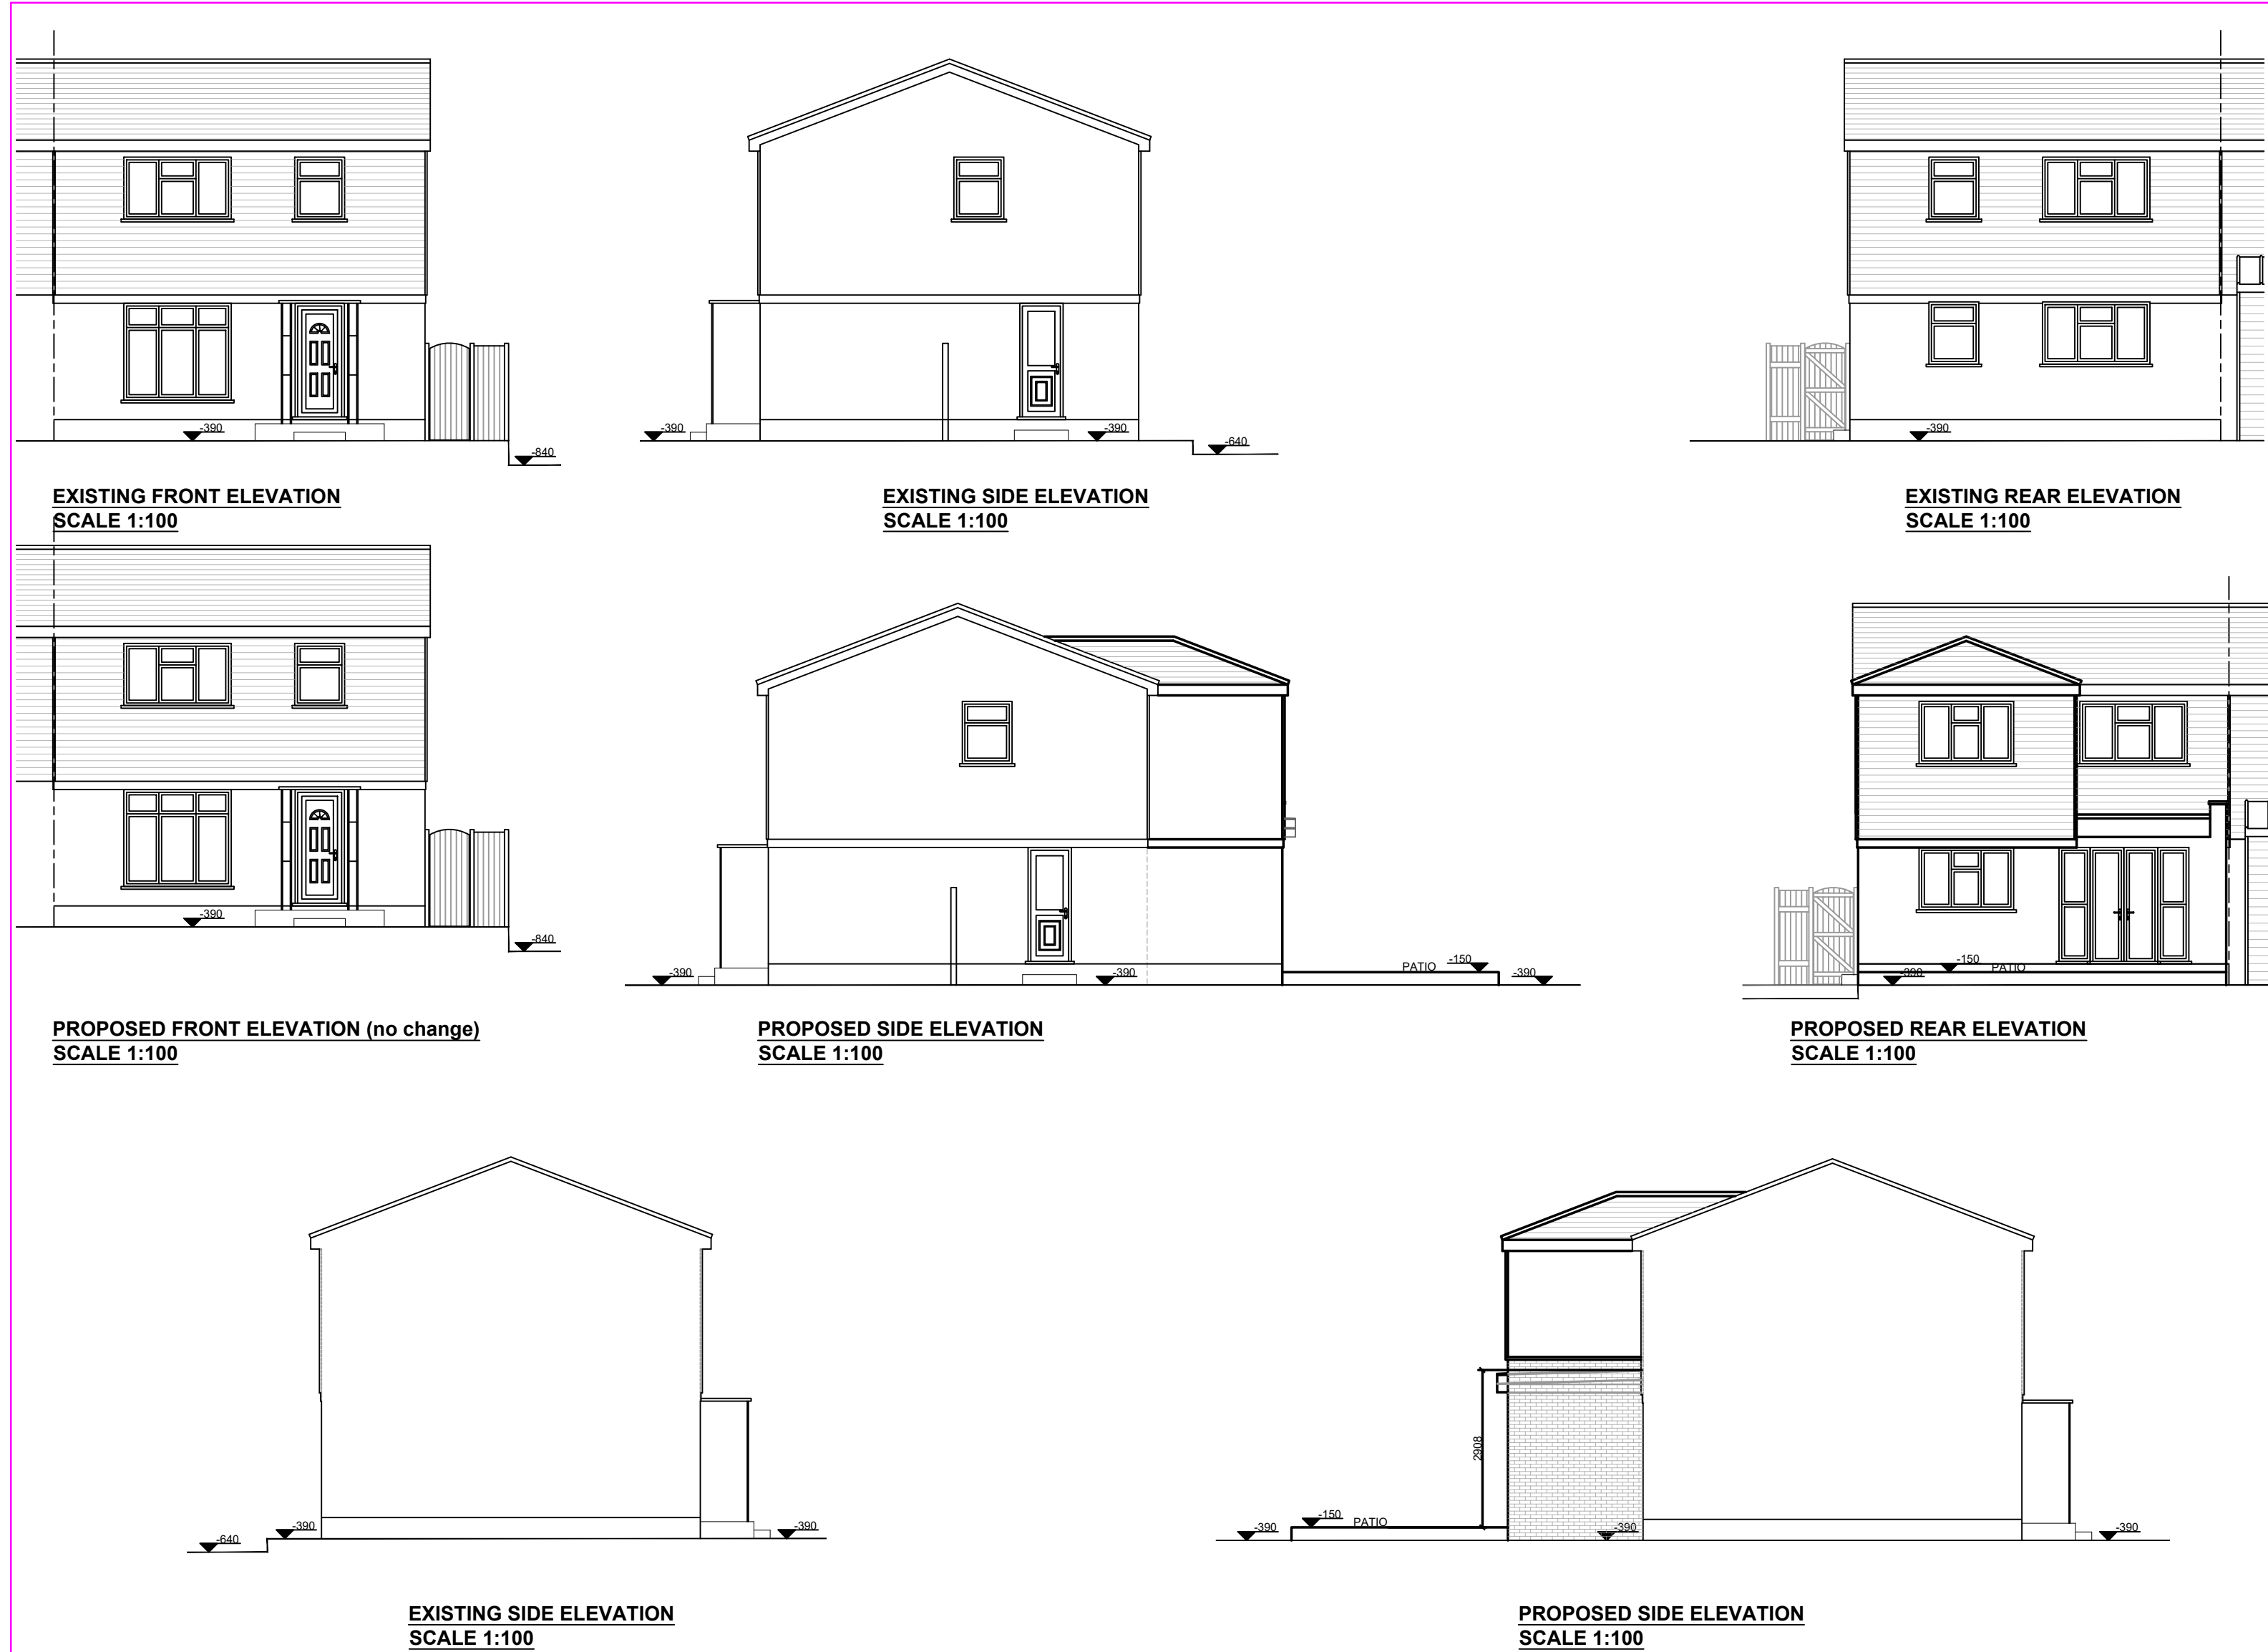 -390
-840
-390
-390
-640
-390
EXISTING FRONT ELEVATION
SCALE 1:100
EXISTING SIDE ELEVATION
SCALE 1:100
EXISTING REAR ELEVATION
SCALE 1:100
-390
-840
-390
-390
PATIO
-150
-390
-390
-150
PATIO
PROPOSED FRONT ELEVATION (no change)
SCALE 1:100
PROPOSED SIDE ELEVATION
SCALE 1:100
PROPOSED REAR ELEVATION
SCALE 1:100
-640
-390
-390
2908
-390
-150
PATIO
-390
-390
EXISTING SIDE ELEVATION
SCALE 1:100
PROPOSED SIDE ELEVATION
SCALE 1:100